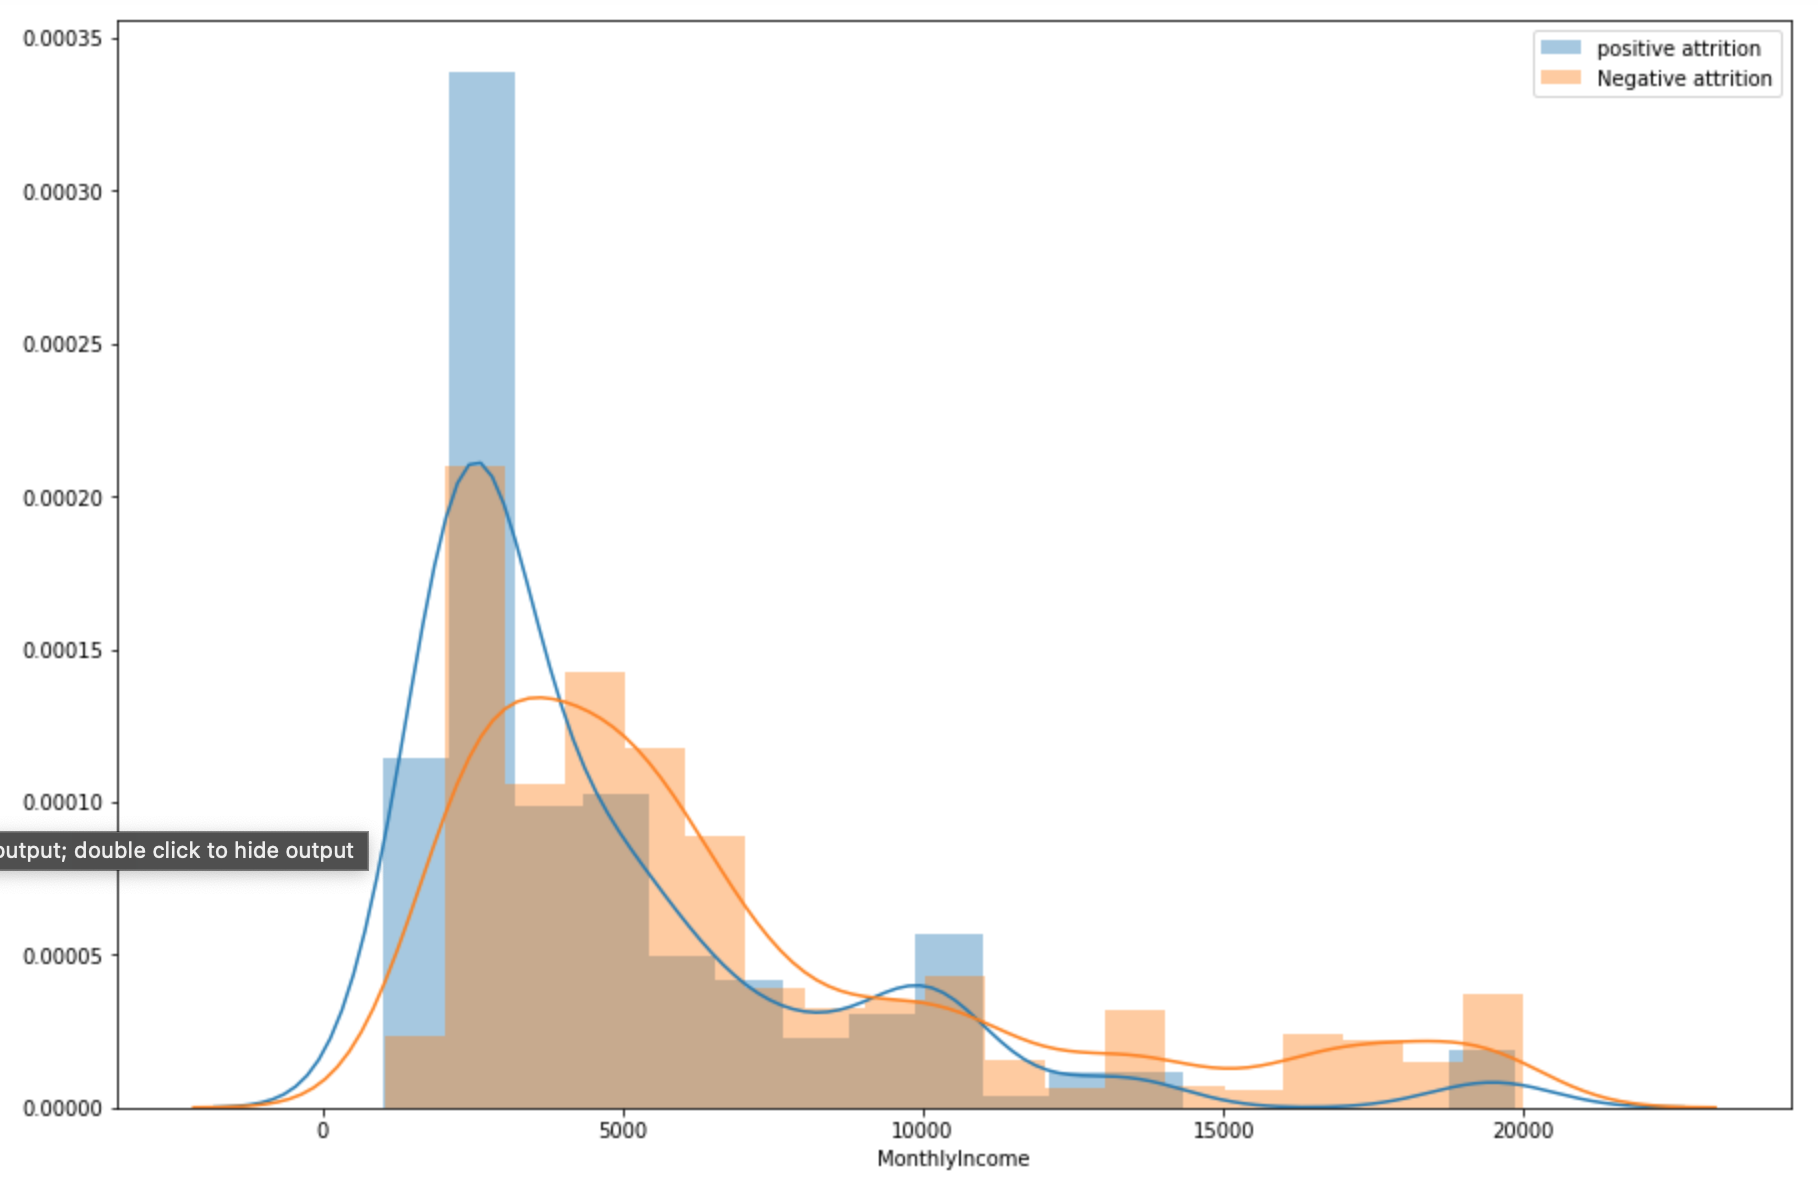 0.00035
0.00030
0.00025
0.00020
0.00015
0.00010
0.00005
0.00000
positive attrition
Negative attrition
output; double click to hide output
0 5000 10000 15000 20000
MonthlyIncome